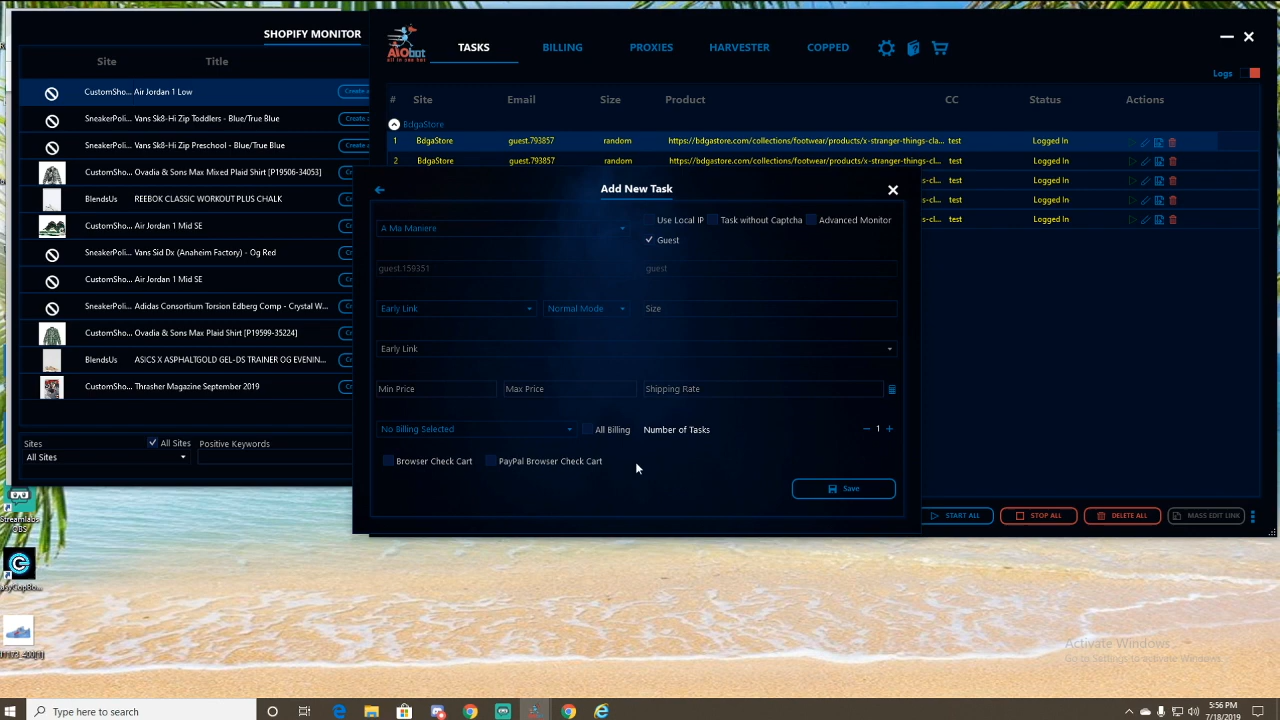 SHOPIFY MONITOR
Site Title
CustomSho... Air Jordan 1 Low
SneakerPoli... Vans Sk8-Hi Zip Toddlers - Blue/True Blue
SneakerPoli... Vans Sk8-Hi Zip Preschool - Blue/True Blue
CustomSho... Ovadia & Sons Max Mixed Plaid Shirt [P19506-34053]
BlendsUs REEBOK CLASSIC WORKOUT PLUS CHALK
CustomSho... Air Jordan 1 Mid SE
SneakerPoli... Vans Sid Dx (Anaheim Factory) - Og Red
CustomSho... Air Jordan 1 Mid SE
SneakerPoli... Adidas Consortium Torsion Edberg Comp - Crystal W...
CustomSho... Ovadia & Sons Max Plaid Shirt [P19599-35224]
BlendsUs ASICS X ASPHALTGOLD GEL-DS TRAINER OG EVENIN...
CustomSho... Thrasher Magazine September 2019
Sites
All Sites
Positive Keywords
All Sites
AIObot
all in one bot
TASKS BILLING PROXIES HARVESTER COPPED
Logs
# Site Email Size Product CC Status Actions
BdgaStore
1 BdgaStore guest.793857 random https://bdgastore.com/collections/footwear/products/x-stranger-things-cla... test Logged In
2 BdgaStore guest.793857 random https://bdgastore.com/collections/footwear/products/x-stranger-things-cl... test Logged In
s-cl... test Logged In
s-cl... test Logged In
s-cl... test Logged In
Add New Task
A Ma Maniere
Use Local IP Task without Captcha Advanced Monitor
Guest
guest.159351 guest
Early Link Normal Mode Size
Early Link
Min Price Max Price Shipping Rate
No Billing Selected All Billing Number of Tasks − 1 +
Browser Check Cart PayPal Browser Check Cart
Save
START ALL STOP ALL DELETE ALL MASS EDIT LINK
Streamlabs
OBS
Activate Windows
Go to Settings to activate Windows.
Type here to search
5:56 PM
7/18/2019